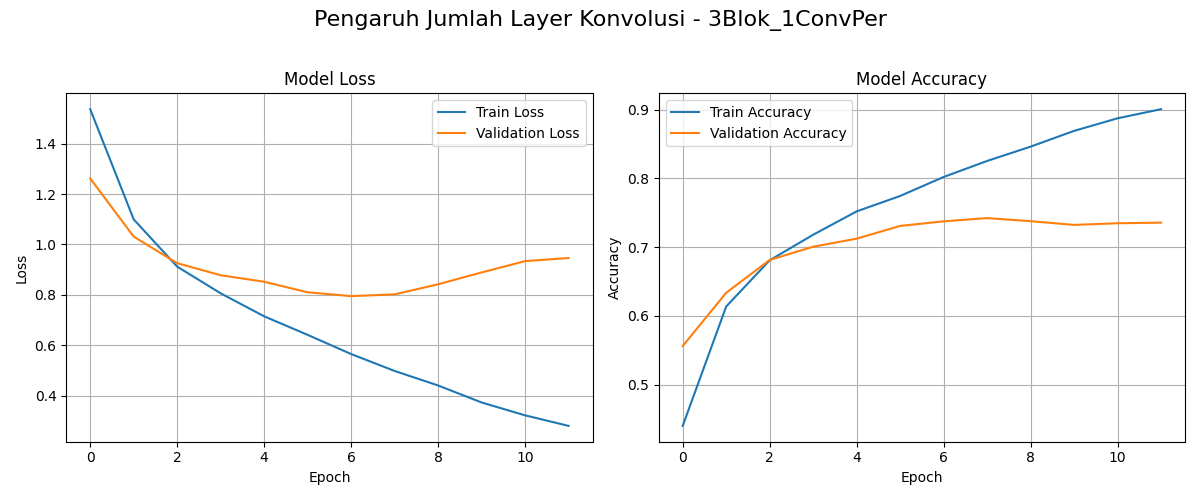 Pengaruh Jumlah Layer Konvolusi - 3Blok_1ConvPer
Model Loss
Train Loss
Validation Loss
1.4
1.2
1.0
0.8
0.6
0.4
Loss
0 2 4 6 8 10
Epoch
Model Accuracy
Train Accuracy
Validation Accuracy
0.9
0.8
0.7
0.6
0.5
Accuracy
0 2 4 6 8 10
Epoch